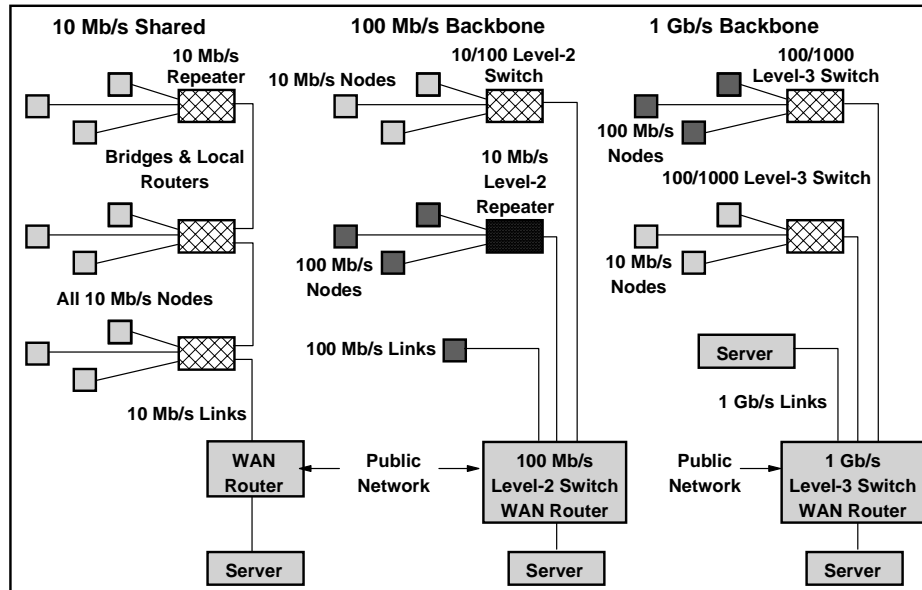 10 Mb/s Shared
10 Mb/s
Repeater
Bridges & Local
Routers
All 10 Mb/s Nodes
10 Mb/s Links
WAN
Router
Server
Public
Network
100 Mb/s Backbone
10/100 Level-2
Switch
10 Mb/s Nodes
10 Mb/s
Level-2
Repeater
100 Mb/s
Nodes
100 Mb/s Links
100 Mb/s
Level-2 Switch
WAN Router
Server
1 Gb/s Backbone
100/1000
Level-3 Switch
100 Mb/s
Nodes
100/1000 Level-3 Switch
10 Mb/s
Nodes
Server
1 Gb/s Links
Public
Network
1 Gb/s
Level-3 Switch
WAN Router
Server